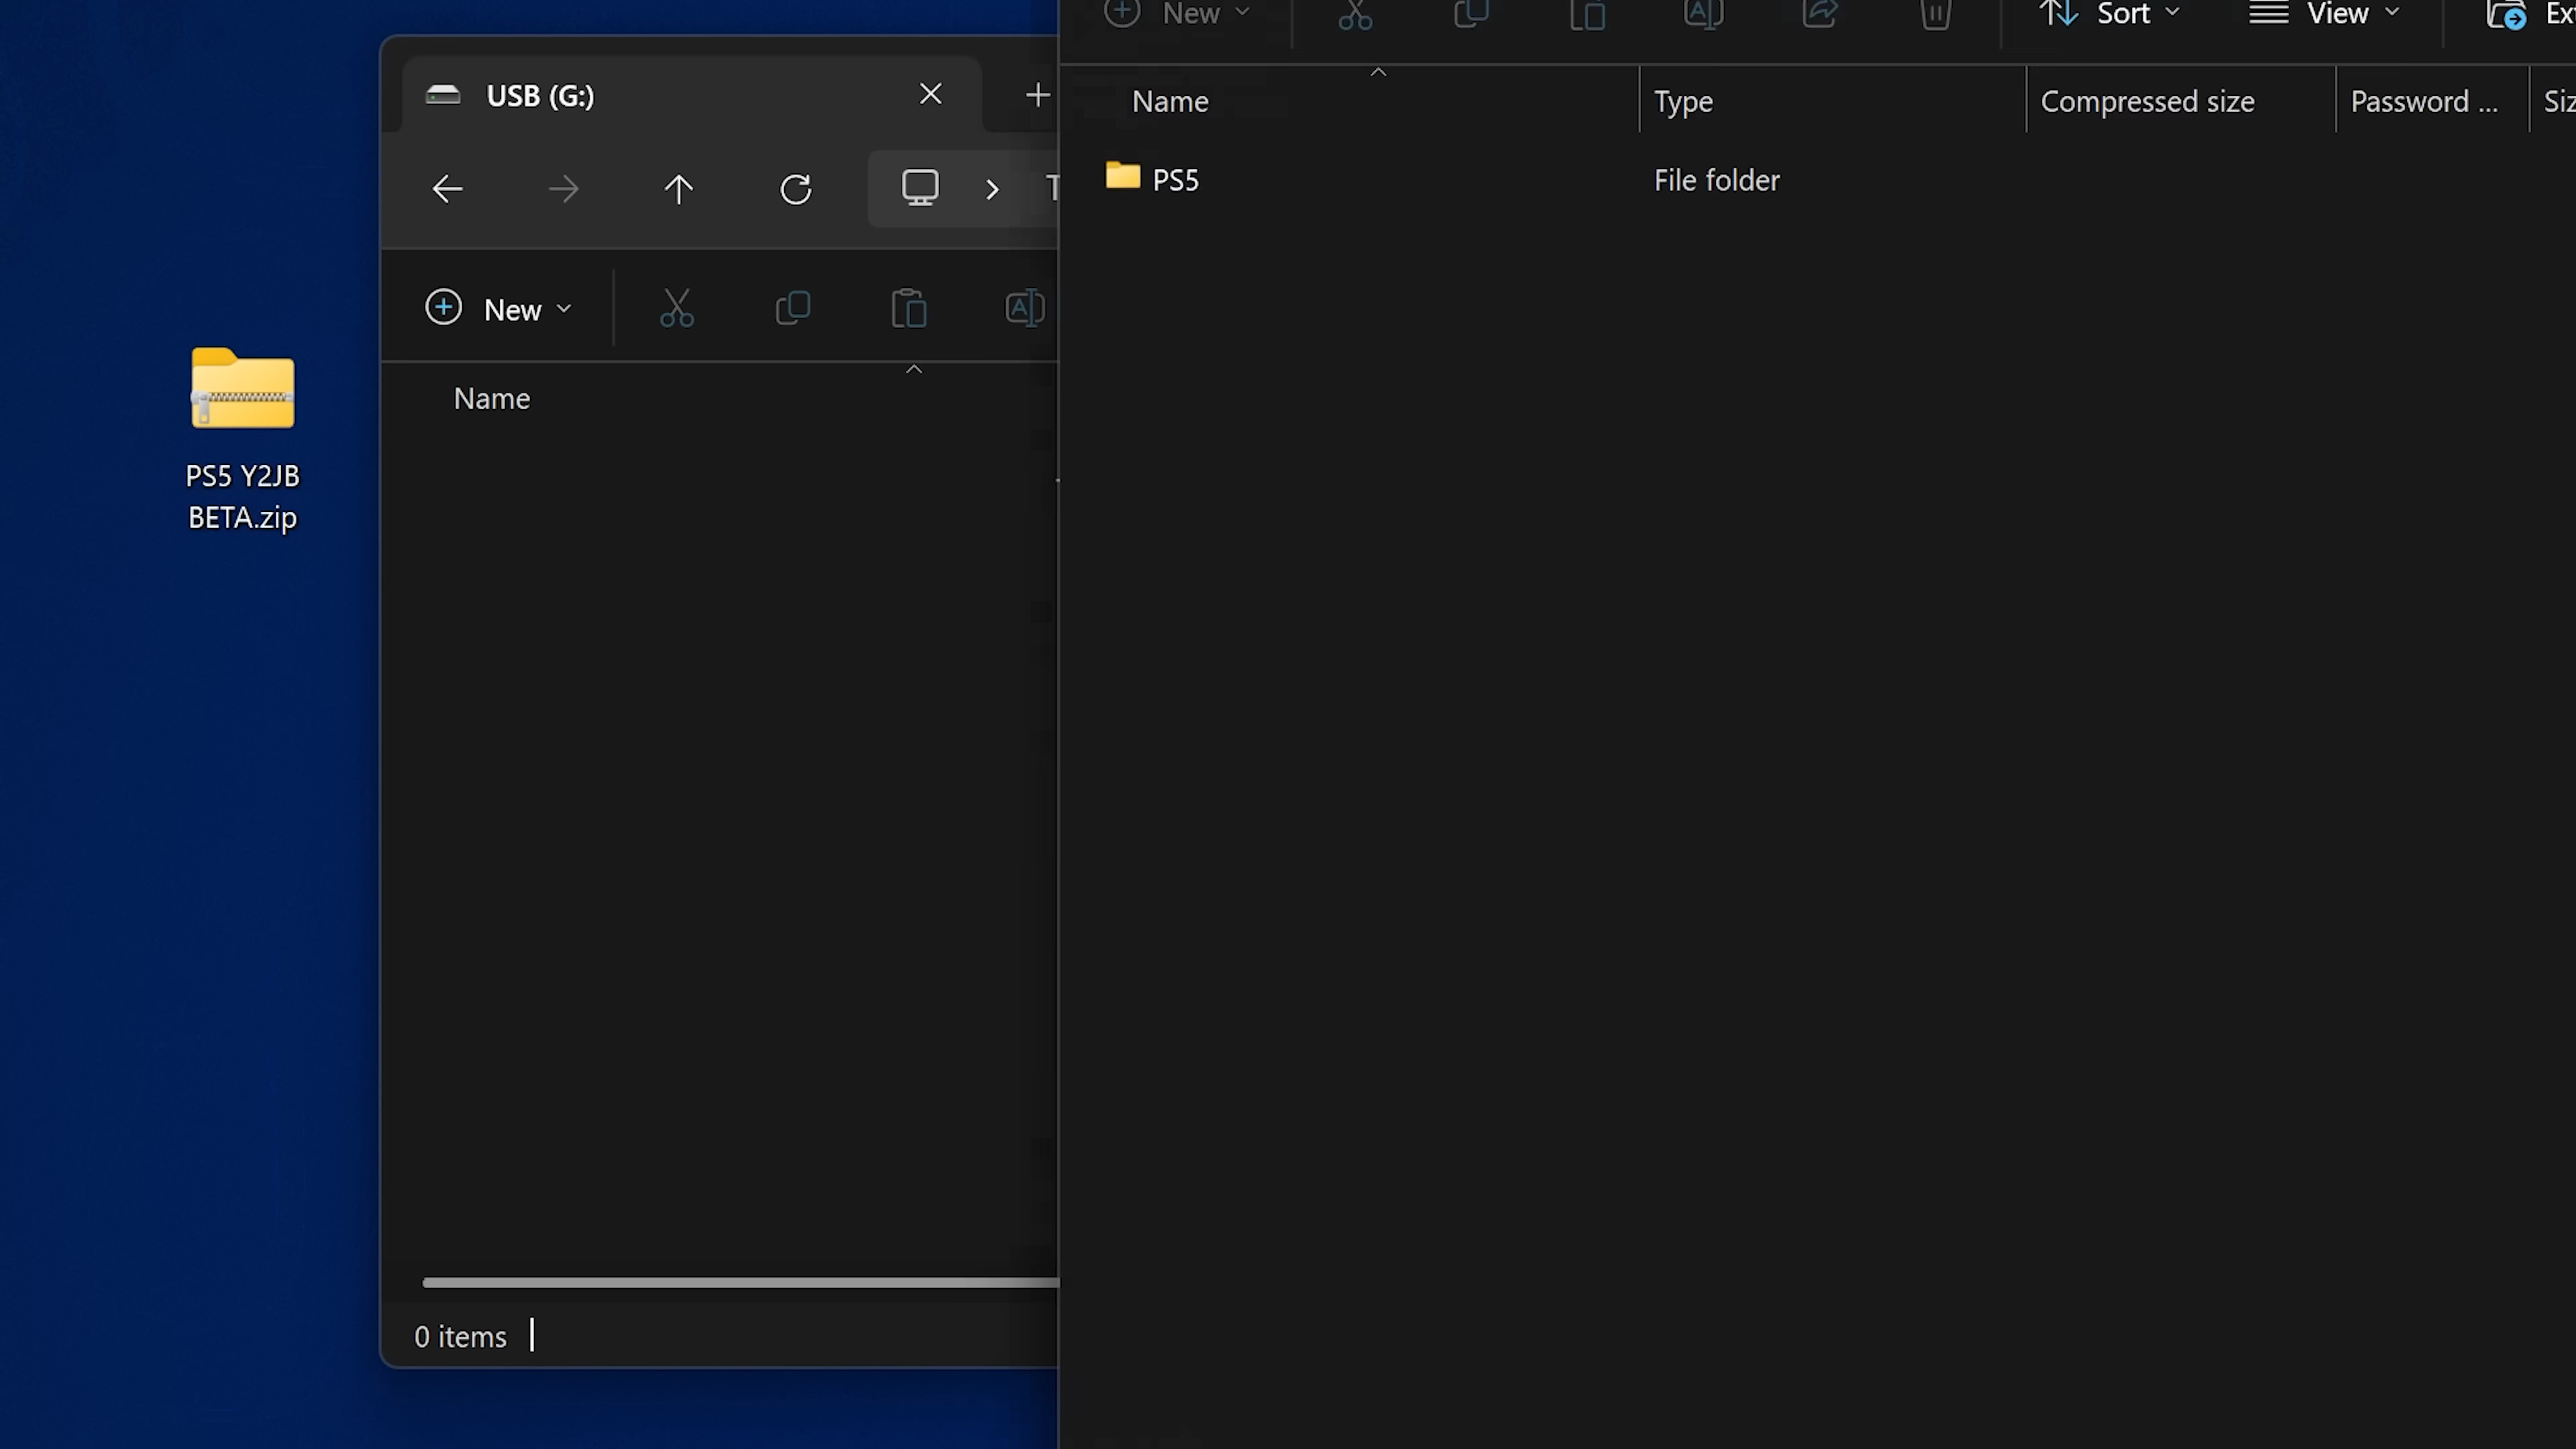 PS5 Y2JB
BETA.zip
USB (G:)
New
Name
0 items
New
Sort
View
Name
Type
Compressed size
Password ...
PS5
File folder